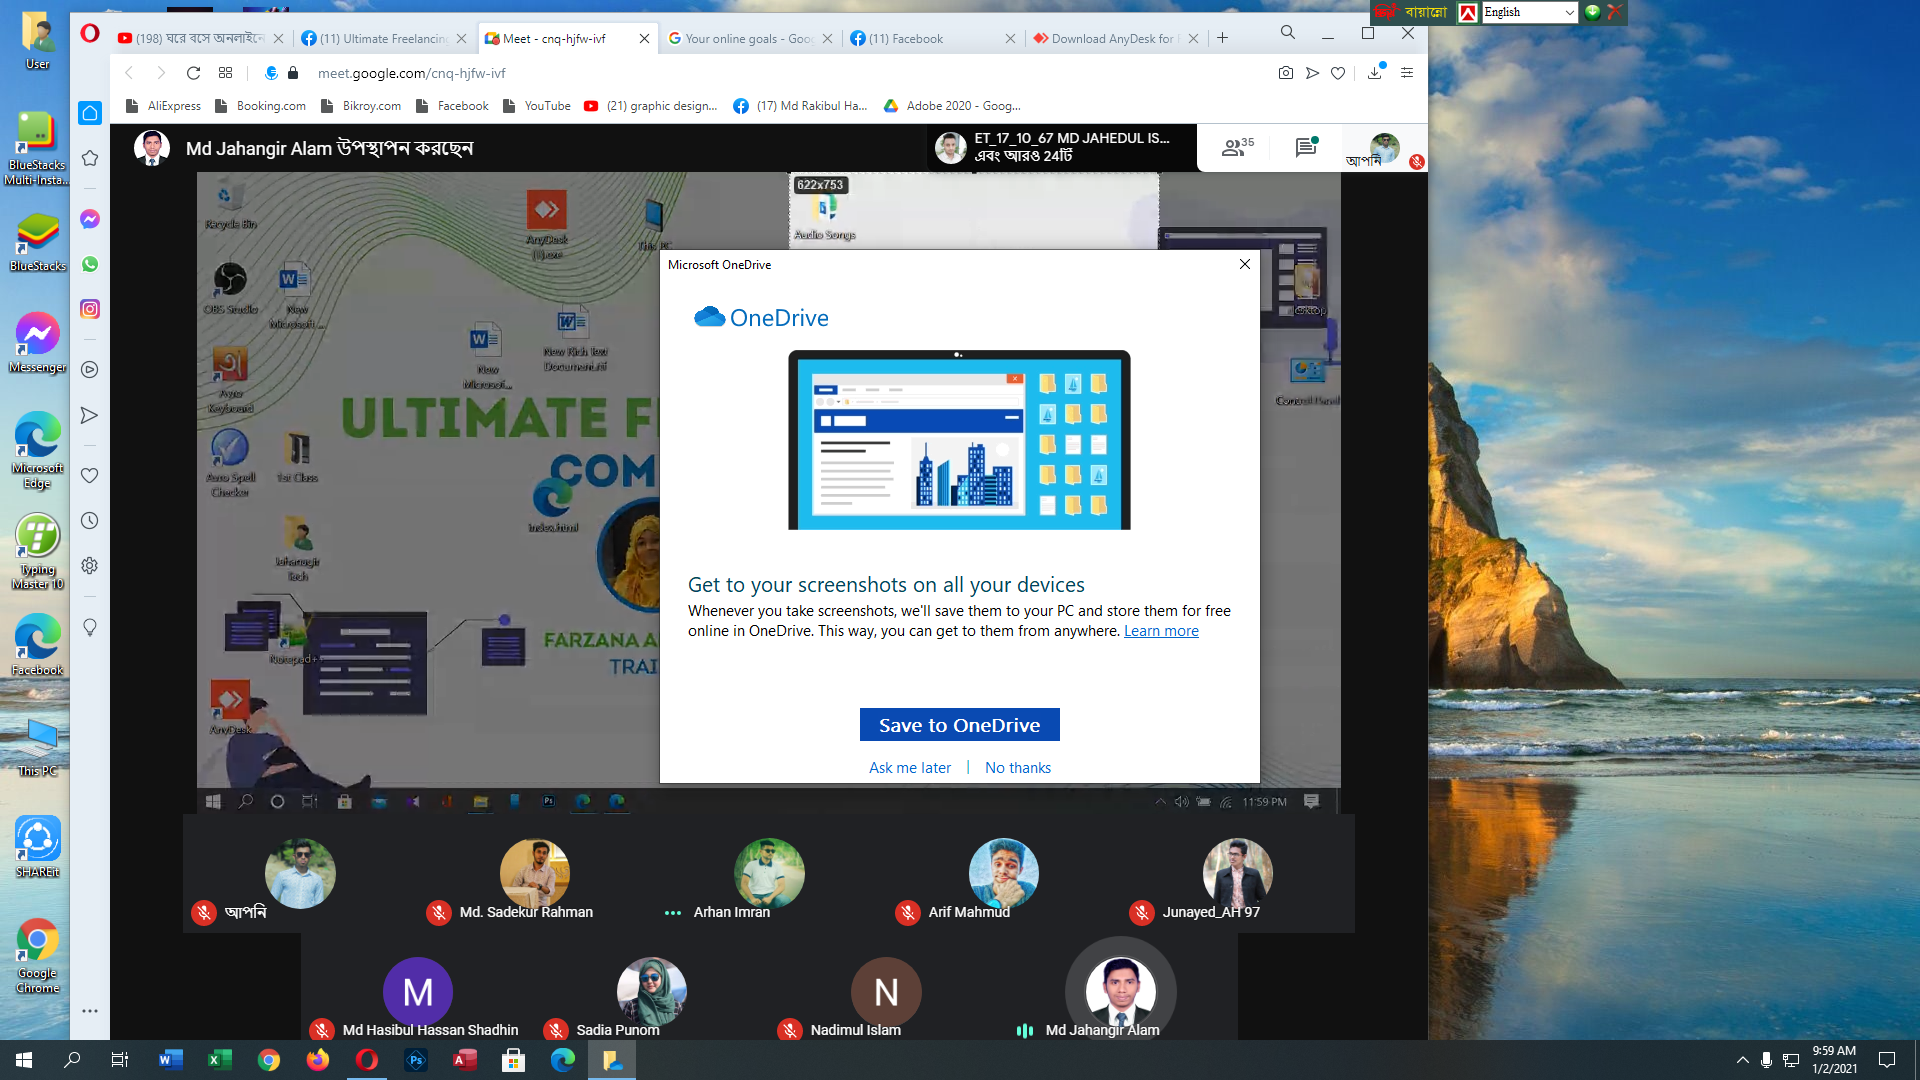 User
BlueStacks
Multi-Insta...
BlueStacks
Messenger
Microsoft
Edge
Typing
Master 10
Facebook
This PC
SHAREit
Google
Chrome
বায়ান্নো
English
(198) ঘরে বসে অনলাইনে
(11) Ultimate Freelancing
Meet - cnq-hjfw-ivf
Your online goals - Goog
(11) Facebook
Download AnyDesk for
meet.google.com/cnq-hjfw-ivf
AliExpress
Booking.com
Bikroy.com
Facebook
YouTube
(21) graphic design...
(17) Md Rakibul Ha...
Adobe 2020 - Goog...
Md Jahangir Alam উপস্থাপন করছেন
ET_17_10_67 MD JAHEDUL IS...
এবং আরও 24টি
35
আপনি
622x753
Audio Songs
Recycle Bin
AnyDesk
(1).exe
This PC
OBS Studio
New
Microsoft ...
New
Microsof...
New Rich Text
Document.rtf
Avro
Keyboard
ULTIMATE F
COM
Avro Spell
Checker
1st Class
index.html
Jahanagir
Tech
Notepad++
FARZANA A
TRAI
AnyDesk
Control Panel
Microsoft OneDrive
OneDrive
Get to your screenshots on all your devices
Whenever you take screenshots, we'll save them to your PC and store them for free
online in OneDrive. This way, you can get to them from anywhere. Learn more
Save to OneDrive
Ask me later | No thanks
11:59 PM
আপনি
Md. Sadekur Rahman
Arhan Imran
Arif Mahmud
Junayed_AH 97
M
N
Md Hasibul Hassan Shadhin
Sadia Punom
Nadimul Islam
Md Jahangir Alam
9:59 AM
1/2/2021